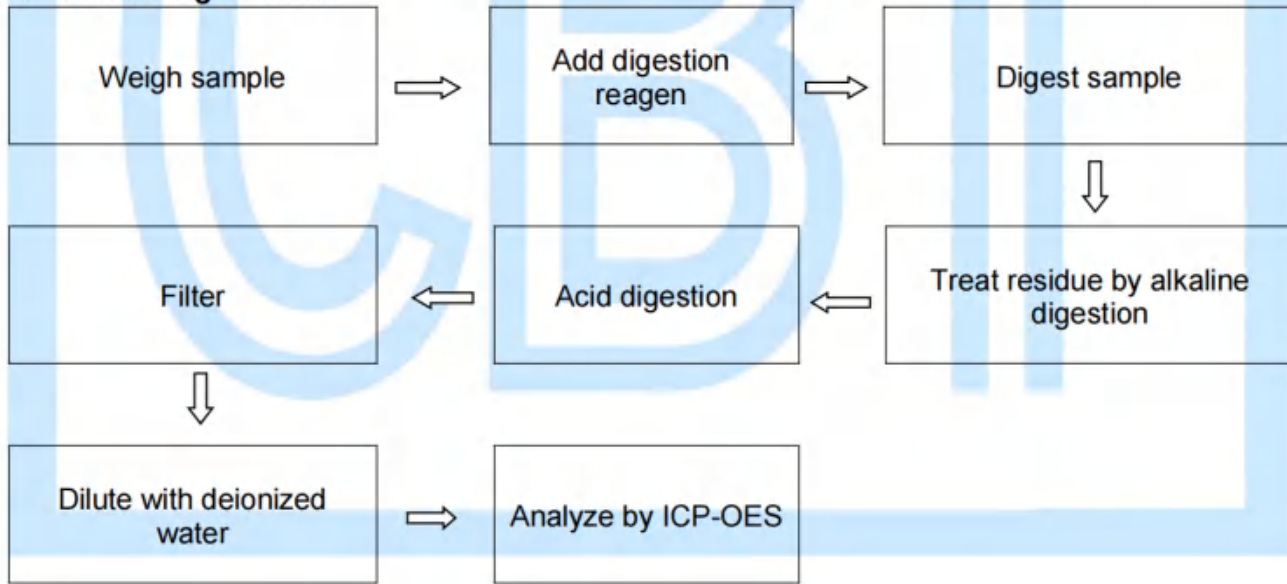 Weigh sample
Add digestion
reagen
Digest sample
Treat residue by alkaline
digestion
Acid digestion
Filter
Dilute with deionized
water
Analyze by ICP-OES